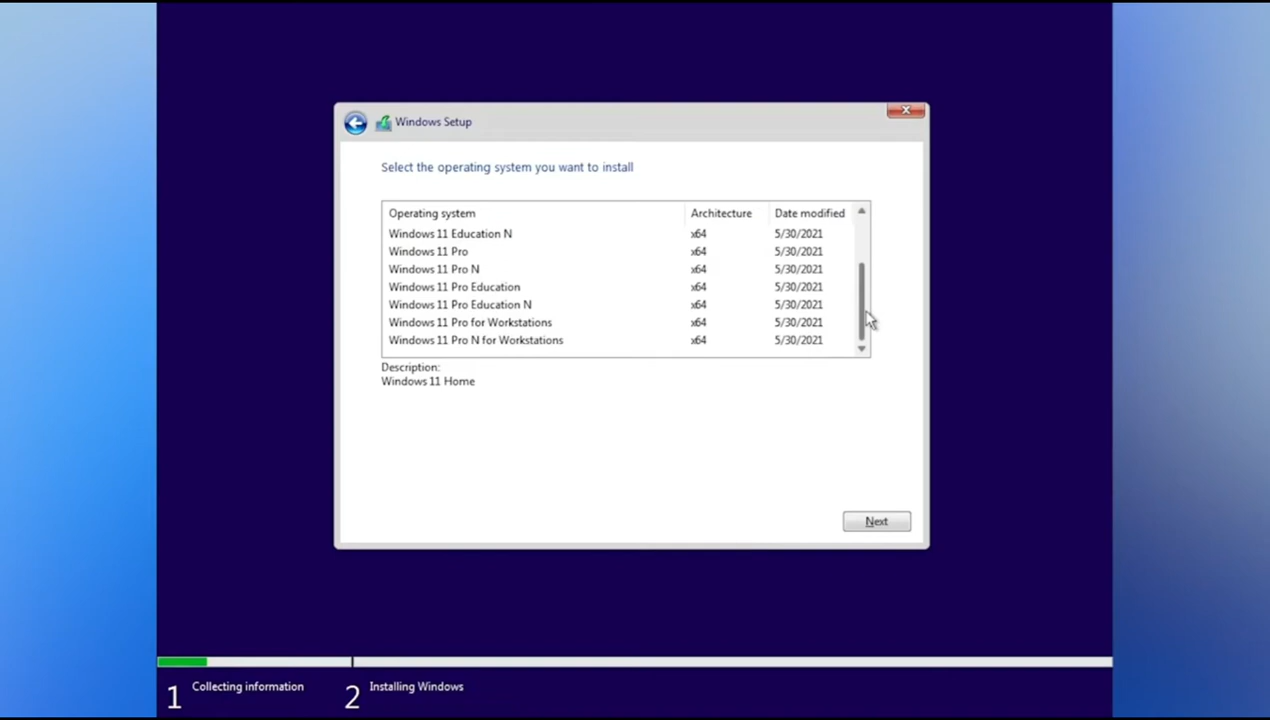 Windows Setup
Select the operating system you want to install
Operating system Architecture Date modified
Windows 11 Education N x64 5/30/2021
Windows 11 Pro x64 5/30/2021
Windows 11 Pro N x64 5/30/2021
Windows 11 Pro Education x64 5/30/2021
Windows 11 Pro Education N x64 5/30/2021
Windows 11 Pro for Workstations x64 5/30/2021
Windows 11 Pro N for Workstations x64 5/30/2021
Description:
Windows 11 Home
Next
1 Collecting information 2 Installing Windows